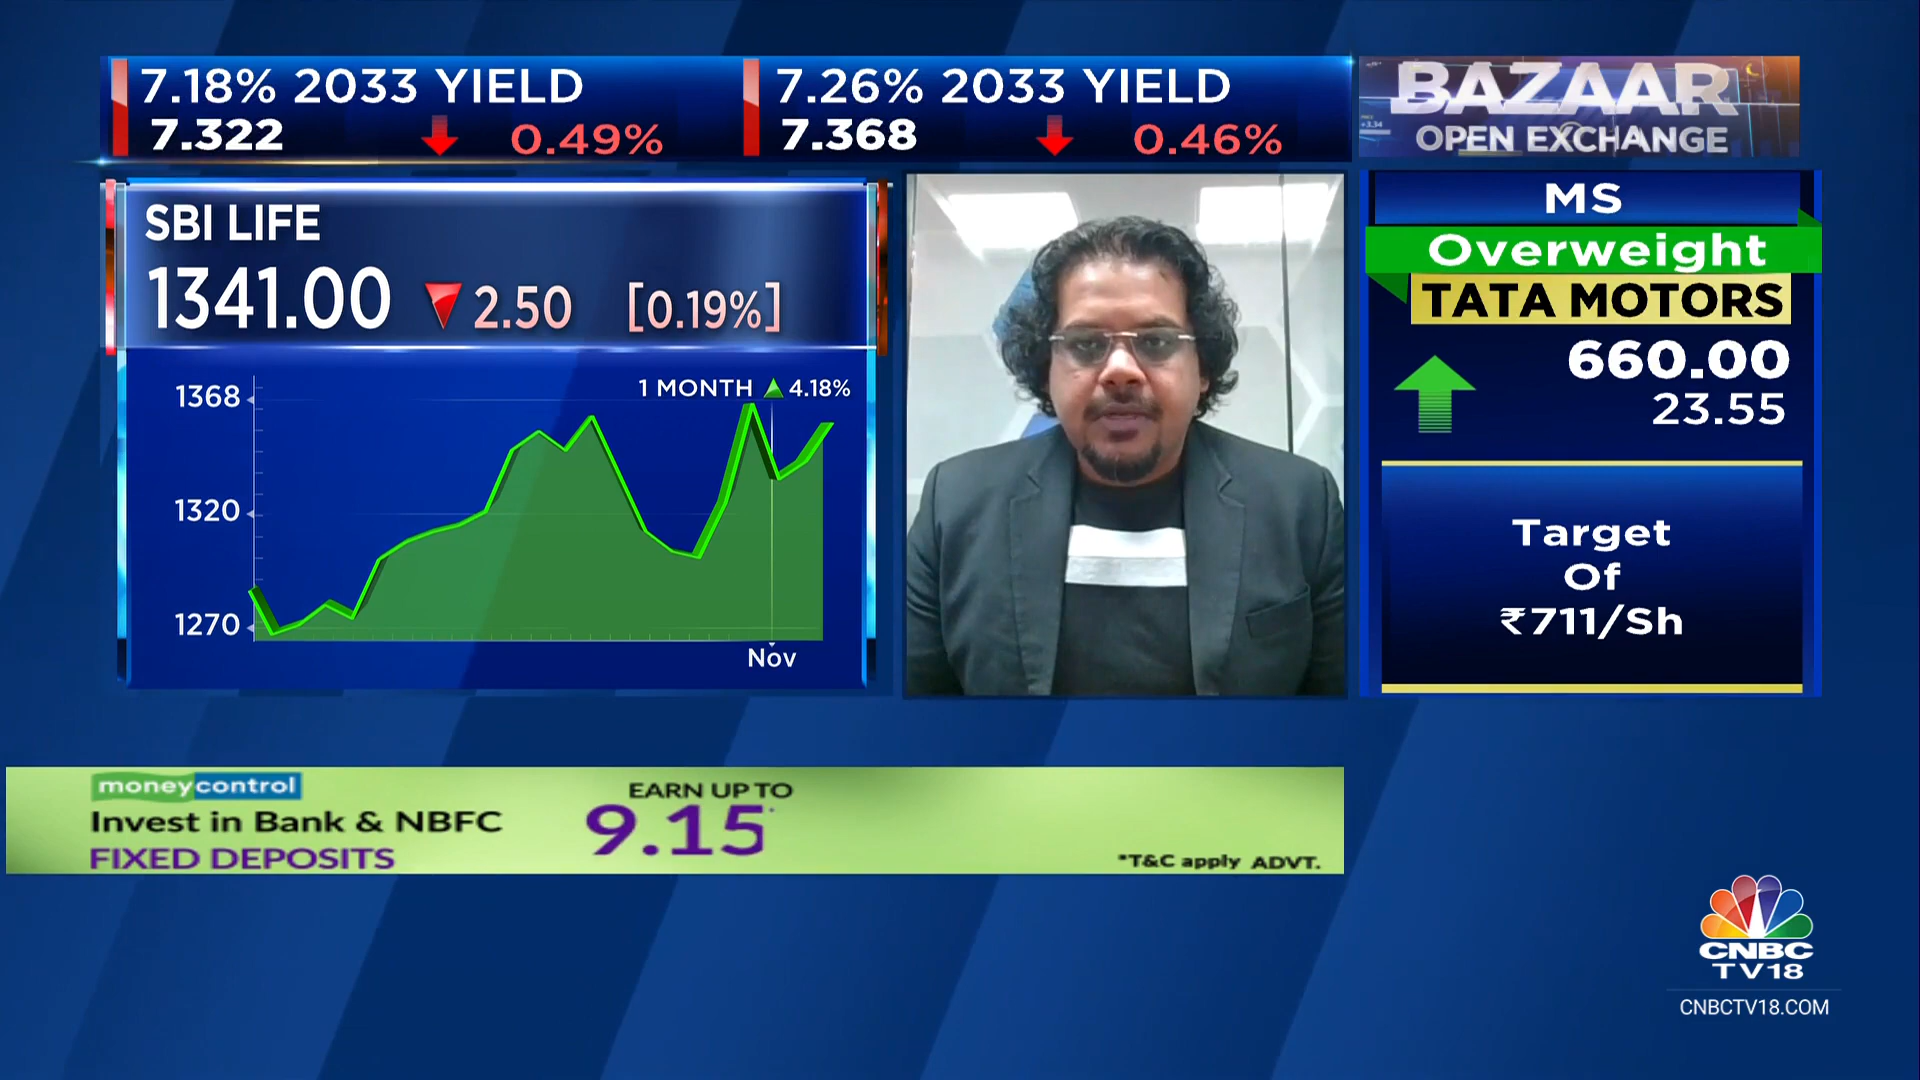 7.18% 2033 YIELD
7.322 0.49%
7.26% 2033 YIELD
7.368 0.46%
BAZAAR
OPEN EXCHANGE
SBI LIFE
1341.00 2.50 [0.19%]
1 MONTH 4.18%
1368
1320
1270
Nov
MS
Overweight
TATA MOTORS
660.00
23.55
Target
Of
₹711/Sh
moneycontrol
Invest in Bank & NBFC
FIXED DEPOSITS
EARN UP TO
9.15*
*T&C apply ADVT.
CNBC
TV18
CNBCTV18.COM